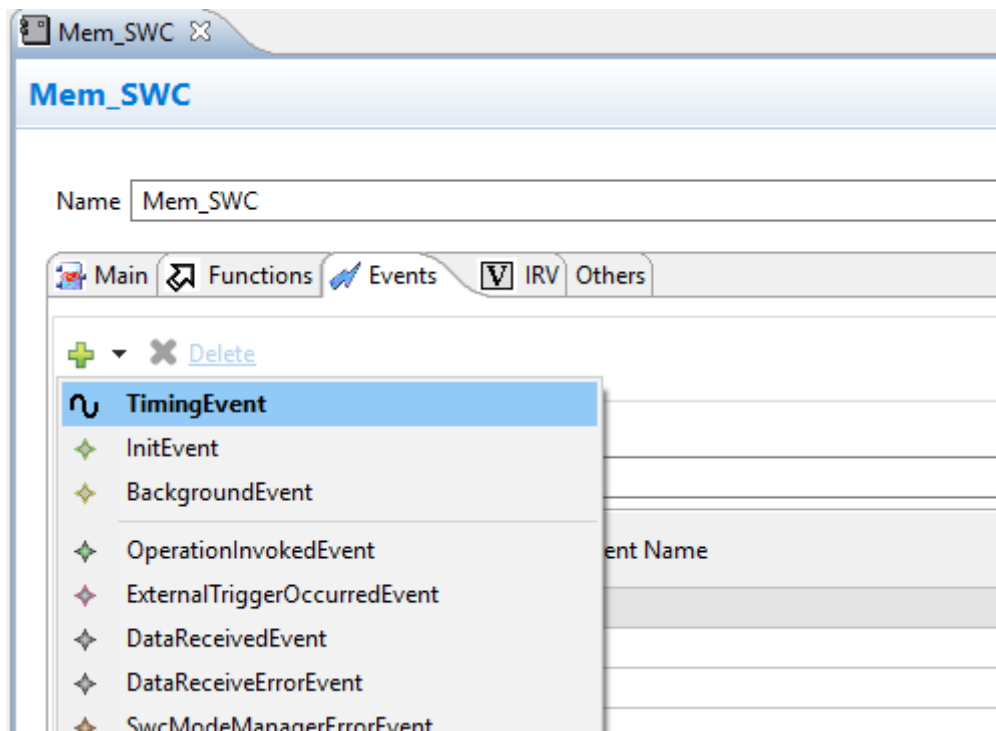 Mem_SWC
Mem_SWC
Name Mem_SWC
Main Functions Events V IRV Others
Delete
TimingEvent
InitEvent
BackgroundEvent
OperationInvokedEvent ent Name
ExternalTriggerOccurredEvent
DataReceivedEvent
DataReceiveErrorEvent
SwcModeManagerErrorEvent